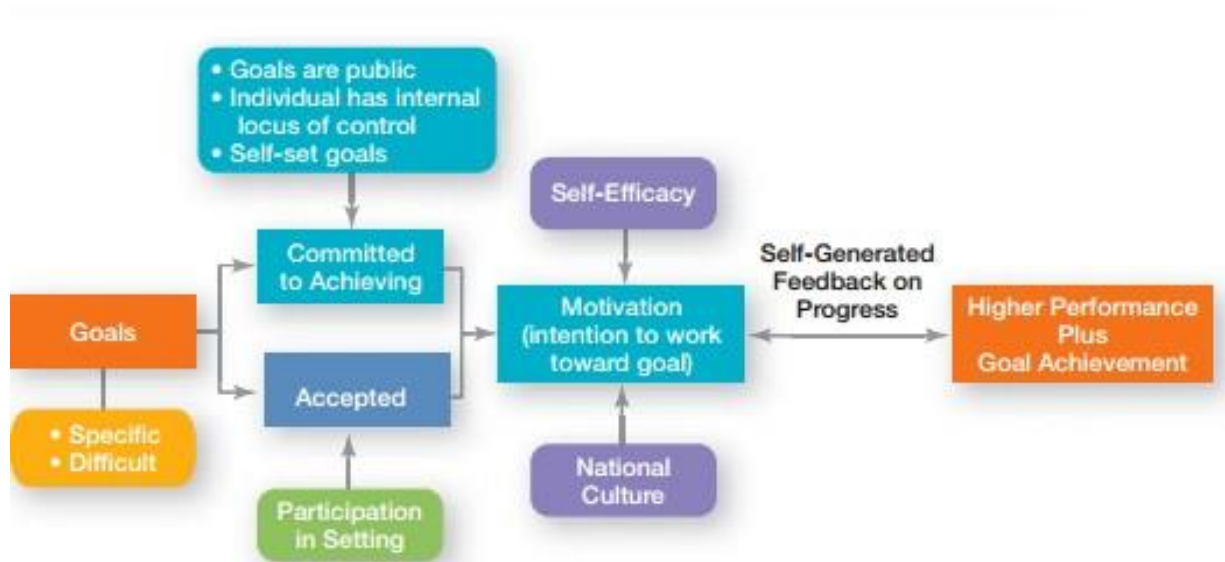 • Goals are public
• Individual has internal
locus of control
• Self-set goals
Self-Efficacy
Committed
to Achieving
Self-Generated
Feedback on
Progress
Goals
Motivation
(intention to work
toward goal)
Higher Performance
Plus
Goal Achievement
Accepted
• Specific
• Difficult
National
Culture
Participation
in Setting